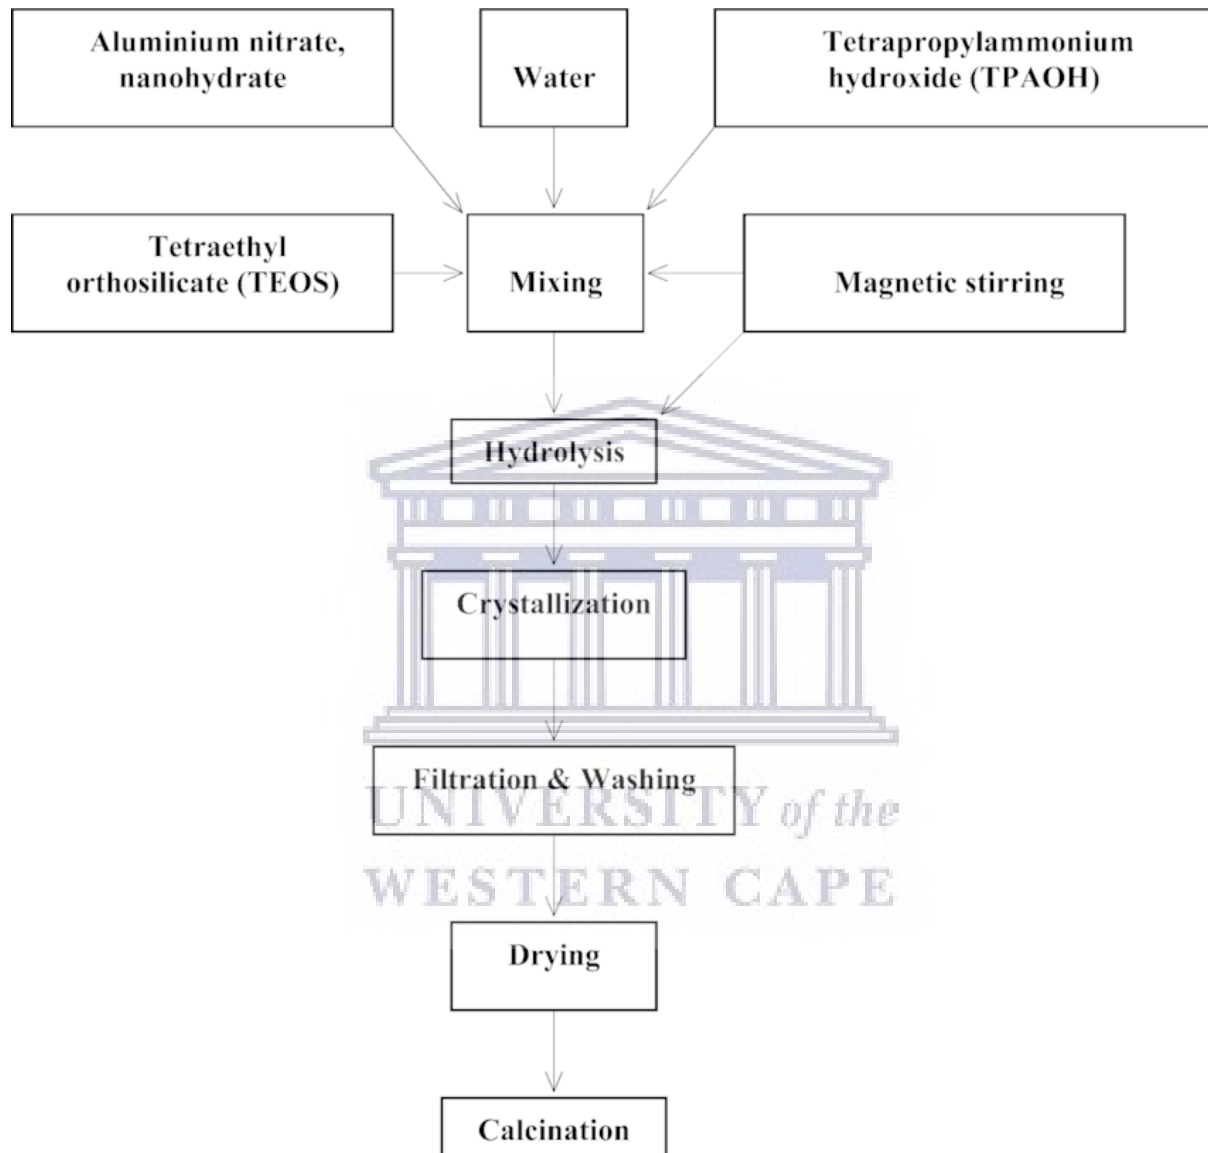 Aluminium nitrate,
nanohydrate
Water
Tetrapropylammonium
hydroxide (TPAOH)
Tetraethyl
orthosilicate (TEOS)
Mixing
Magnetic stirring
Hydrolysis
Crystallization
Filtration & Washing
UNIVERSITY of the
WESTERN CAPE
Drying
Calcination